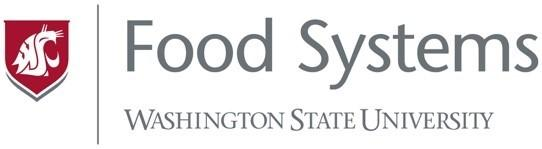 Food Systems
WASHINGTON STATE UNIVERSITY